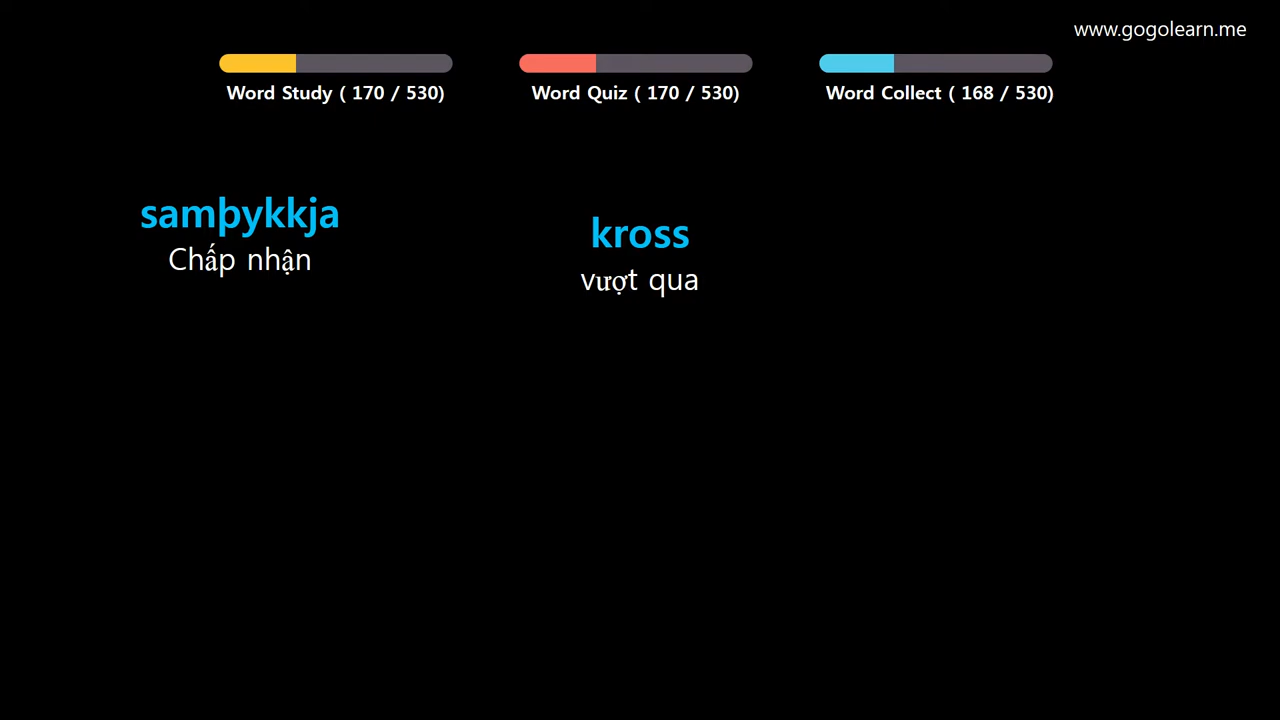 www.gogolearn.me
Word Study ( 170 / 530)
Word Quiz ( 170 / 530)
Word Collect ( 168 / 530)
samþykkja
Chấp nhận
kross
vượt qua